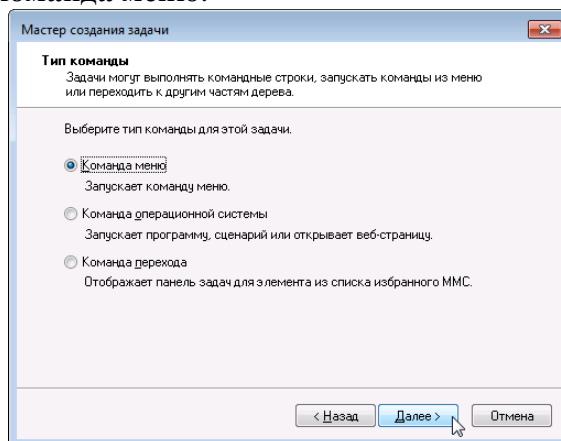 команда меню.
Мастер создания задачи
Тип команды
Задачи могут выполнять командные строки, запускать команды из меню
или переходить к другим частям дерева.
Выберите тип команды для этой задачи.
Команда меню
Запускает команду меню.
Команда операционной системы
Запускает программу, сценарий или открывает веб-страницу.
Команда перехода
Отображает панель задач для элемента из списка избранного MMC.
< Назад Далее > Отмена